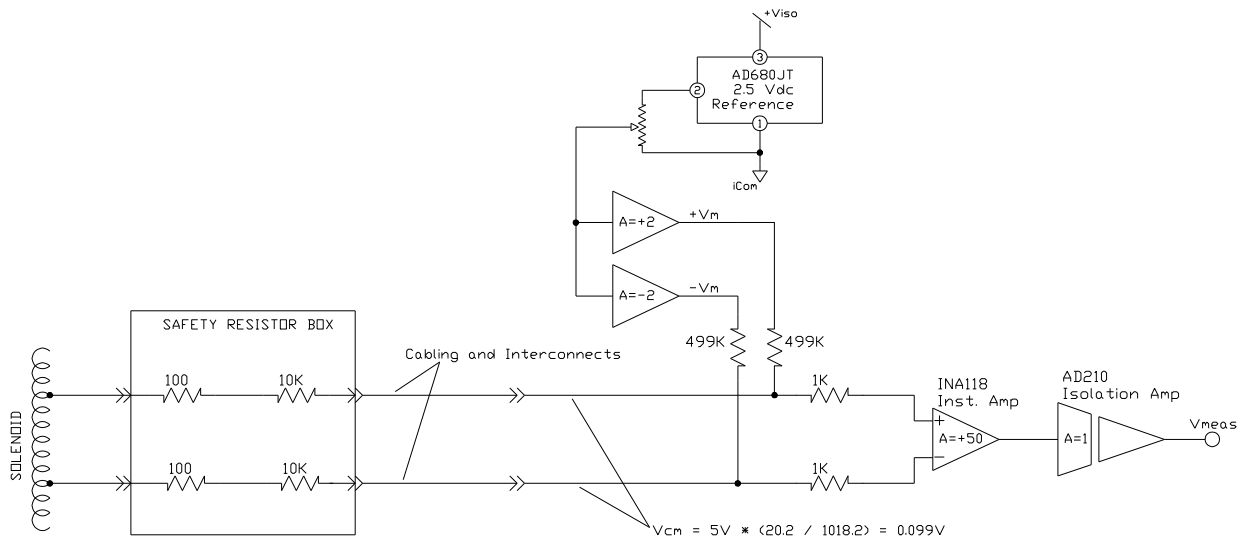 +Viso
3
AD680JT
2.5 Vdc
Reference
2
1
iCom
A=+2
+Vm
A=-2
-Vm
SAFETY RESISTOR BOX
499K
499K
Cabling and Interconnects
100
10K
1K
INA118
Inst. Amp
AD210
Isolation Amp
SOLENOID
+
A=+50
-
A=1
Vmeas
100
10K
1K
Vcm = 5V * (20.2 / 1018.2) = 0.099V